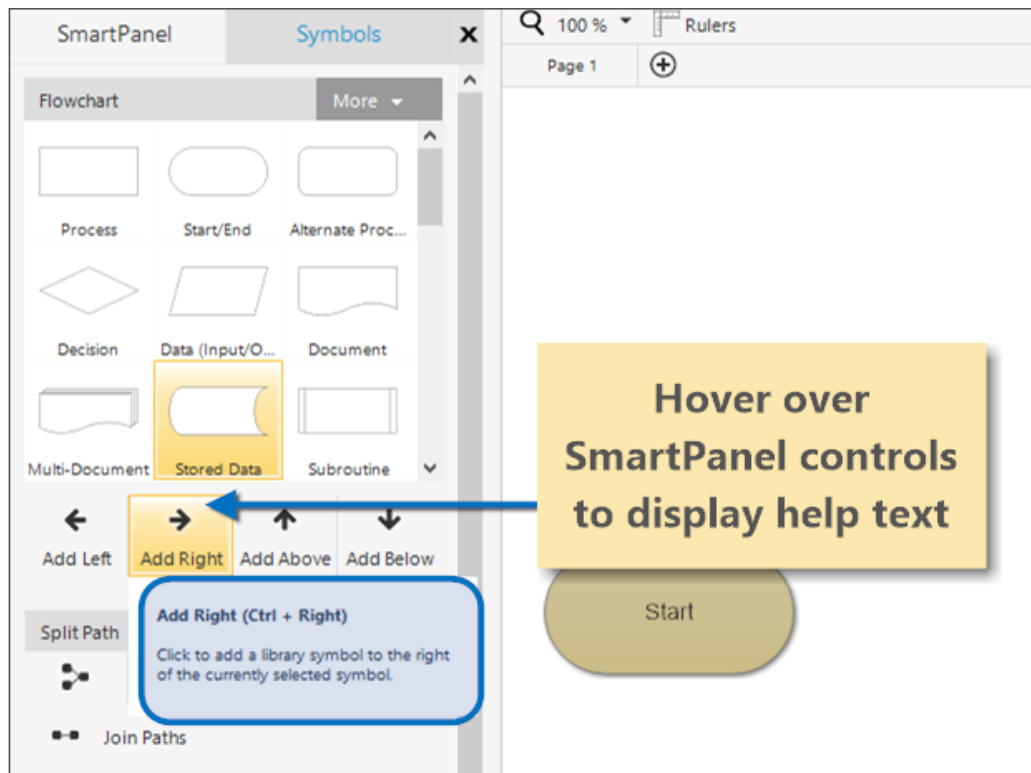 SmartPanel
Symbols
x
100 %
Rulers
Page 1
Flowchart
More
Process
Start/End
Alternate Proc...
Decision
Data (Input/O...
Document
Multi-Document
Stored Data
Subroutine
Hover over
SmartPanel controls
to display help text
Add Left
Add Right
Add Above
Add Below
Add Right (Ctrl + Right)
Click to add a library symbol to the right
of the currently selected symbol.
Split Path
Start
Join Paths